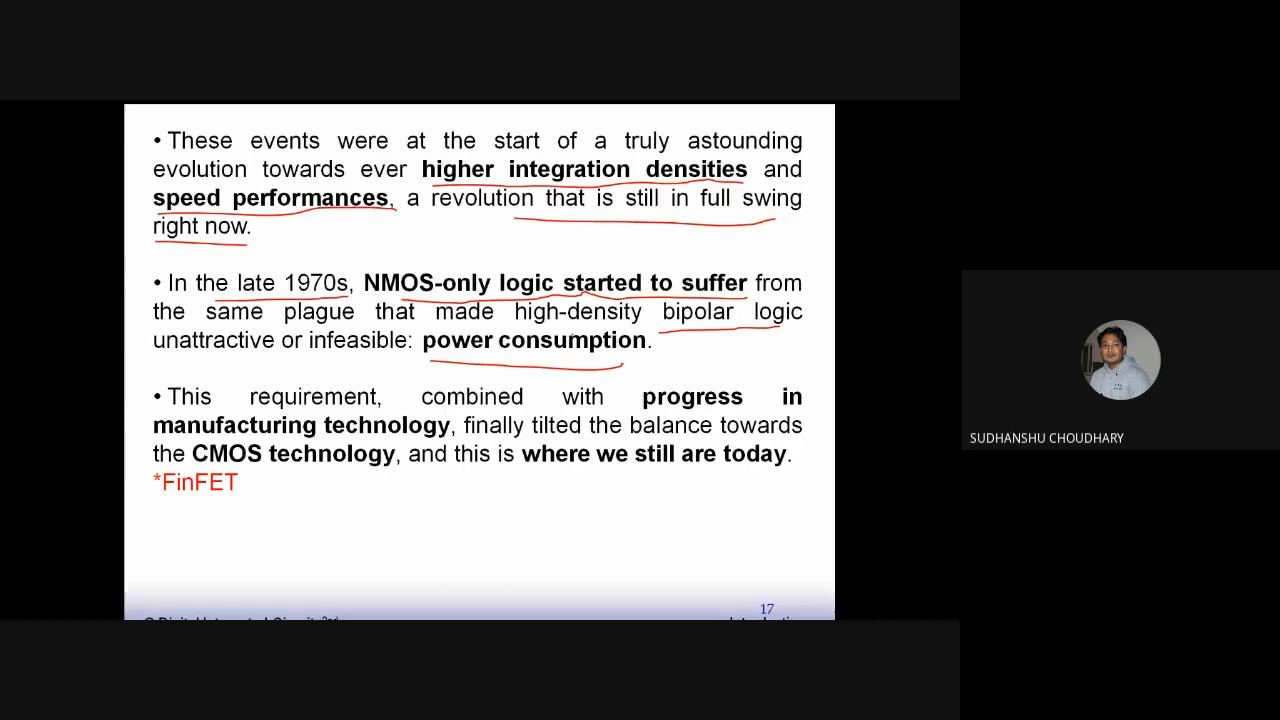 • These events were at the start of a truly astounding
evolution towards ever higher integration densities and
speed performances, a revolution that is still in full swing
right now.
• In the late 1970s, NMOS-only logic started to suffer from
the same plague that made high-density bipolar logic
unattractive or infeasible: power consumption.
• This requirement, combined with progress in
manufacturing technology, finally tilted the balance towards
the CMOS technology, and this is where we still are today.
*FinFET
17
SUDHANSHU CHOUDHARY